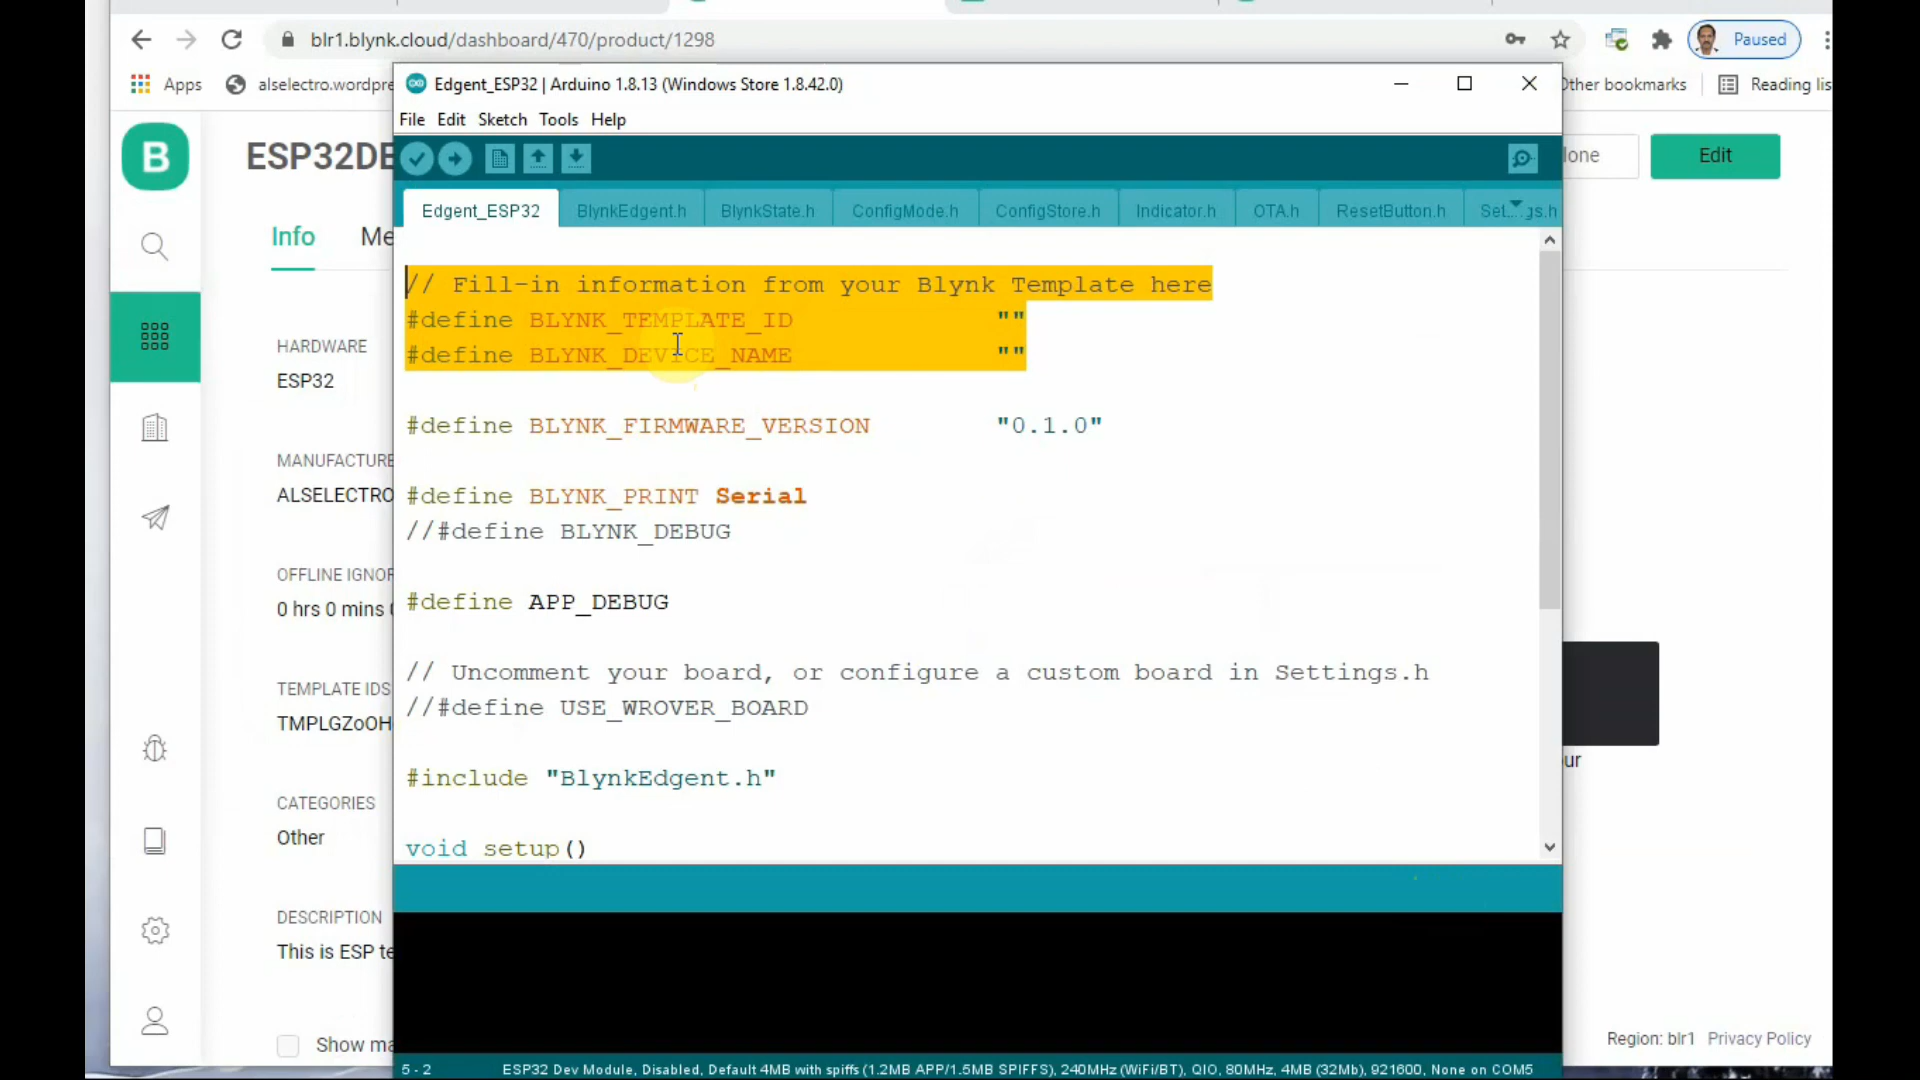 blr1.blynk.cloud/dashboard/470/product/1298
Paused
Apps
alselectro.wordpre
Other bookmarks
Reading lis
Edgent_ESP32 | Arduino 1.8.13 (Windows Store 1.8.42.0)
File Edit Sketch Tools Help
B
ESP32DE
lone
Edit
Edgent_ESP32
BlynkEdgent.h
BlynkState.h
ConfigMode.h
ConfigStore.h
Indicator.h
OTA.h
ResetButton.h
Info
Me
// Fill-in information from your Blynk Template here
#define BLYNK_TEMPLATE_ID ""
#define BLYNK_DEVICE_NAME ""
#define BLYNK_FIRMWARE_VERSION "0.1.0"
#define BLYNK_PRINT Serial
//#define BLYNK_DEBUG
#define APP_DEBUG
// Uncomment your board, or configure a custom board in Settings.h
//#define USE_WROVER_BOARD
#include "BlynkEdgent.h"
void setup()
HARDWARE
ESP32
MANUFACTURE
ALSELECTRO
OFFLINE IGNOR
0 hrs 0 mins
TEMPLATE IDS
TMPLGZoOH
CATEGORIES
Other
DESCRIPTION
This is ESP te
Show ma
ur
Region: blr1 Privacy Policy
5 - 2
ESP32 Dev Module, Disabled, Default 4MB with spiffs (1.2MB APP/1.5MB SPIFFS), 240MHz (WiFi/BT), QIO, 80MHz, 4MB (32Mb), 921600, None on COM5